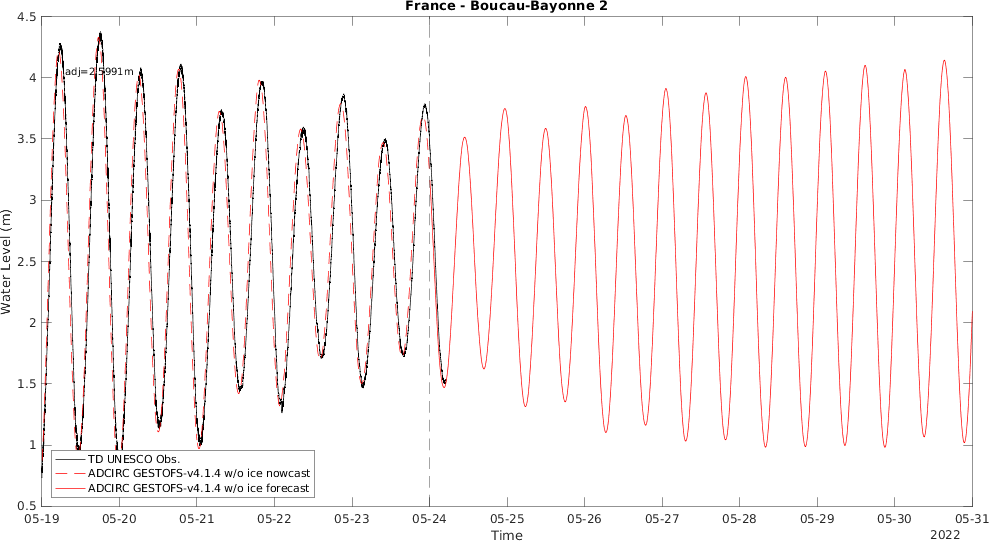 France - Boucau-Bayonne 2
4.5
4
3.5
3
2.5
2
1.5
1
0.5
Water Level (m)
adj=2.5991m
TD UNESCO Obs.
ADCIRC GESTOFS-v4.1.4 w/o ice nowcast
ADCIRC GESTOFS-v4.1.4 w/o ice forecast
05-19 05-20 05-21 05-22 05-23 05-24 05-25 05-26 05-27 05-28 05-29 05-30 05-31
Time
2022